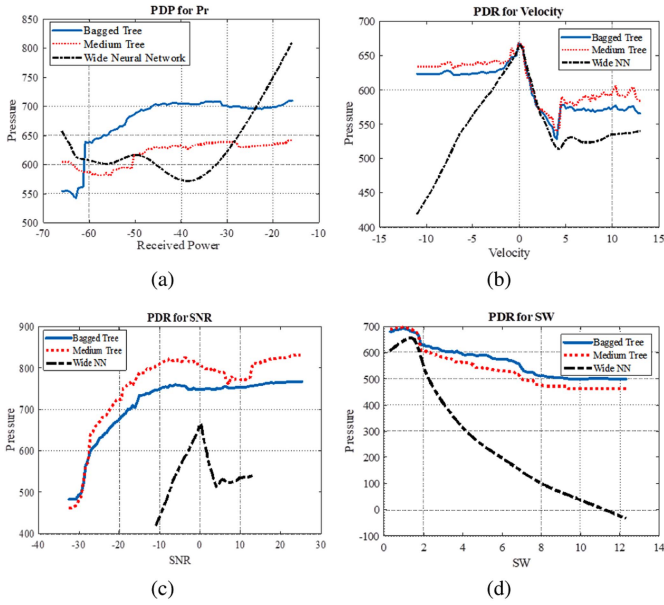 PDP for Pr
Bagged Tree
Medium Tree
Wide Neural Network
850
800
750
700
650
600
550
500
Pressure
-70 -60 -50 -40 -30 -20 -10
Received Power
(a)
PDR for Velocity
Bagged Tree
Medium Tree
Wide NN
700
650
600
550
500
450
400
Pressure
-15 -10 -5 0 5 10 15
Velocity
(b)
PDR for SNR
Bagged Tree
Medium Tree
Wide NN
900
800
700
600
500
400
Pressure
-40 -30 -20 -10 0 10 20 30
SNR
(c)
PDR for SW
Bagged Tree
Medium Tree
Wide NN
700
600
500
400
300
200
100
0
-100
Pressure
0 2 4 6 8 10 12 14
SW
(d)